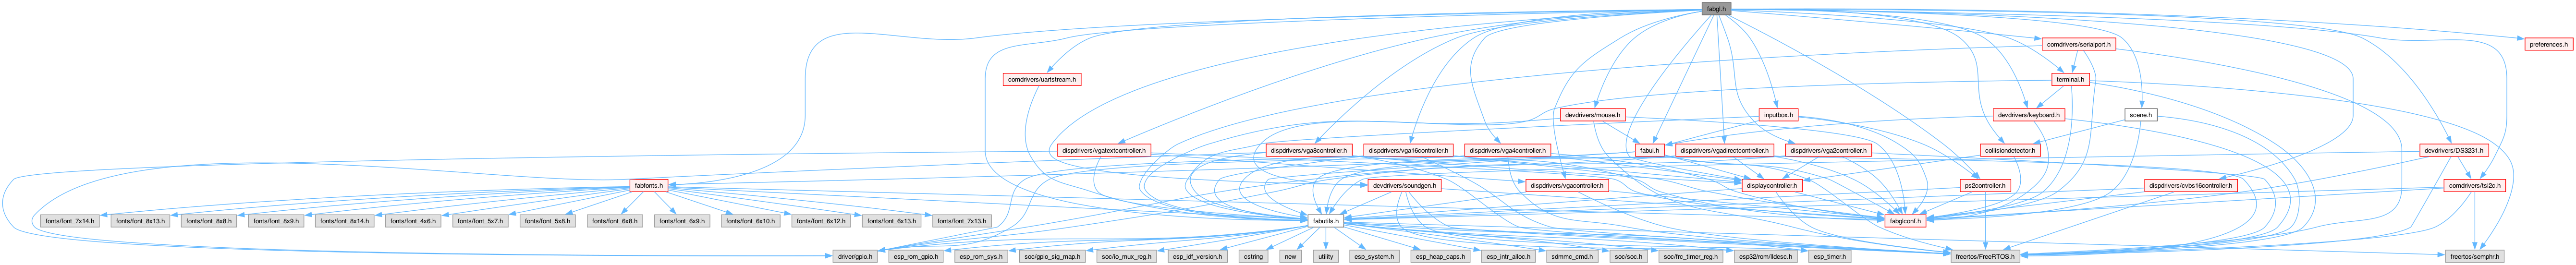 fabgl.h
comdrivers/serialport.h
preferences.h
comdrivers/uartstream.h
terminal.h
devdrivers/mouse.h
inputbox.h
devdrivers/keyboard.h
scene.h
dispdrivers/vgatextcontroller.h
dispdrivers/vga8controller.h
dispdrivers/vga16controller.h
dispdrivers/vga4controller.h
fabui.h
dispdrivers/vgadirectcontroller.h
dispdrivers/vga2controller.h
collisiondetector.h
devdrivers/DS3231.h
fabfonts.h
devdrivers/soundgen.h
dispdrivers/vgacontroller.h
displaycontroller.h
ps2controller.h
dispdrivers/cvbs16controller.h
comdrivers/tsi2c.h
fonts/font_7x14.h
fonts/font_8x13.h
fonts/font_8x8.h
fonts/font_8x9.h
fonts/font_8x14.h
fonts/font_4x6.h
fonts/font_5x7.h
fonts/font_5x8.h
fonts/font_6x8.h
fonts/font_6x9.h
fonts/font_6x10.h
fonts/font_6x12.h
fonts/font_6x13.h
fonts/font_7x13.h
fabutils.h
fabglconf.h
driver/gpio.h
esp_rom_gpio.h
esp_rom_sys.h
soc/gpio_sig_map.h
soc/io_mux_reg.h
esp_idf_version.h
cstring
new
utility
esp_system.h
esp_heap_caps.h
esp_intr_alloc.h
sdmmc_cmd.h
soc/soc.h
soc/frc_timer_reg.h
esp32/rom/lldesc.h
esp_timer.h
freertos/FreeRTOS.h
freertos/semphr.h